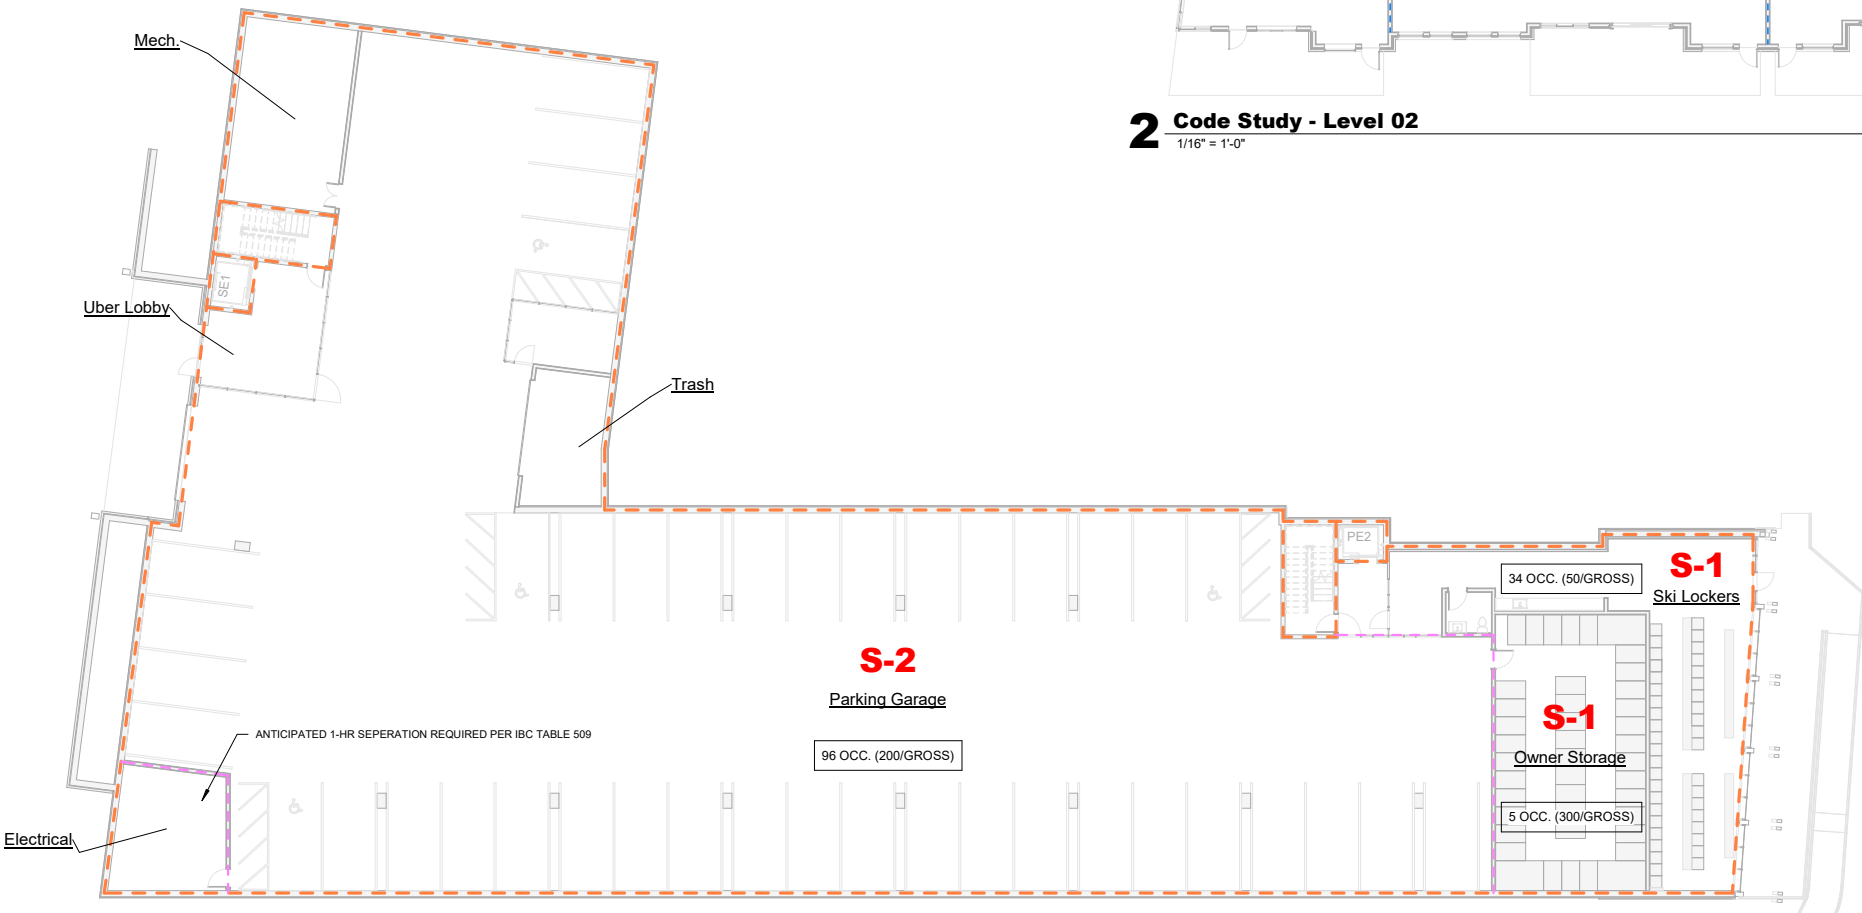 Mech.
2 Code Study - Level 02
1/16" = 1'-0"
SE1
Uber Lobby
Trash
PE2
34 OCC. (50/GROSS)
S-1
Ski Lockers
S-2
Parking Garage
96 OCC. (200/GROSS)
S-1
Owner Storage
5 OCC. (300/GROSS)
ANTICIPATED 1-HR SEPERATION REQUIRED PER IBC TABLE 509
Electrical